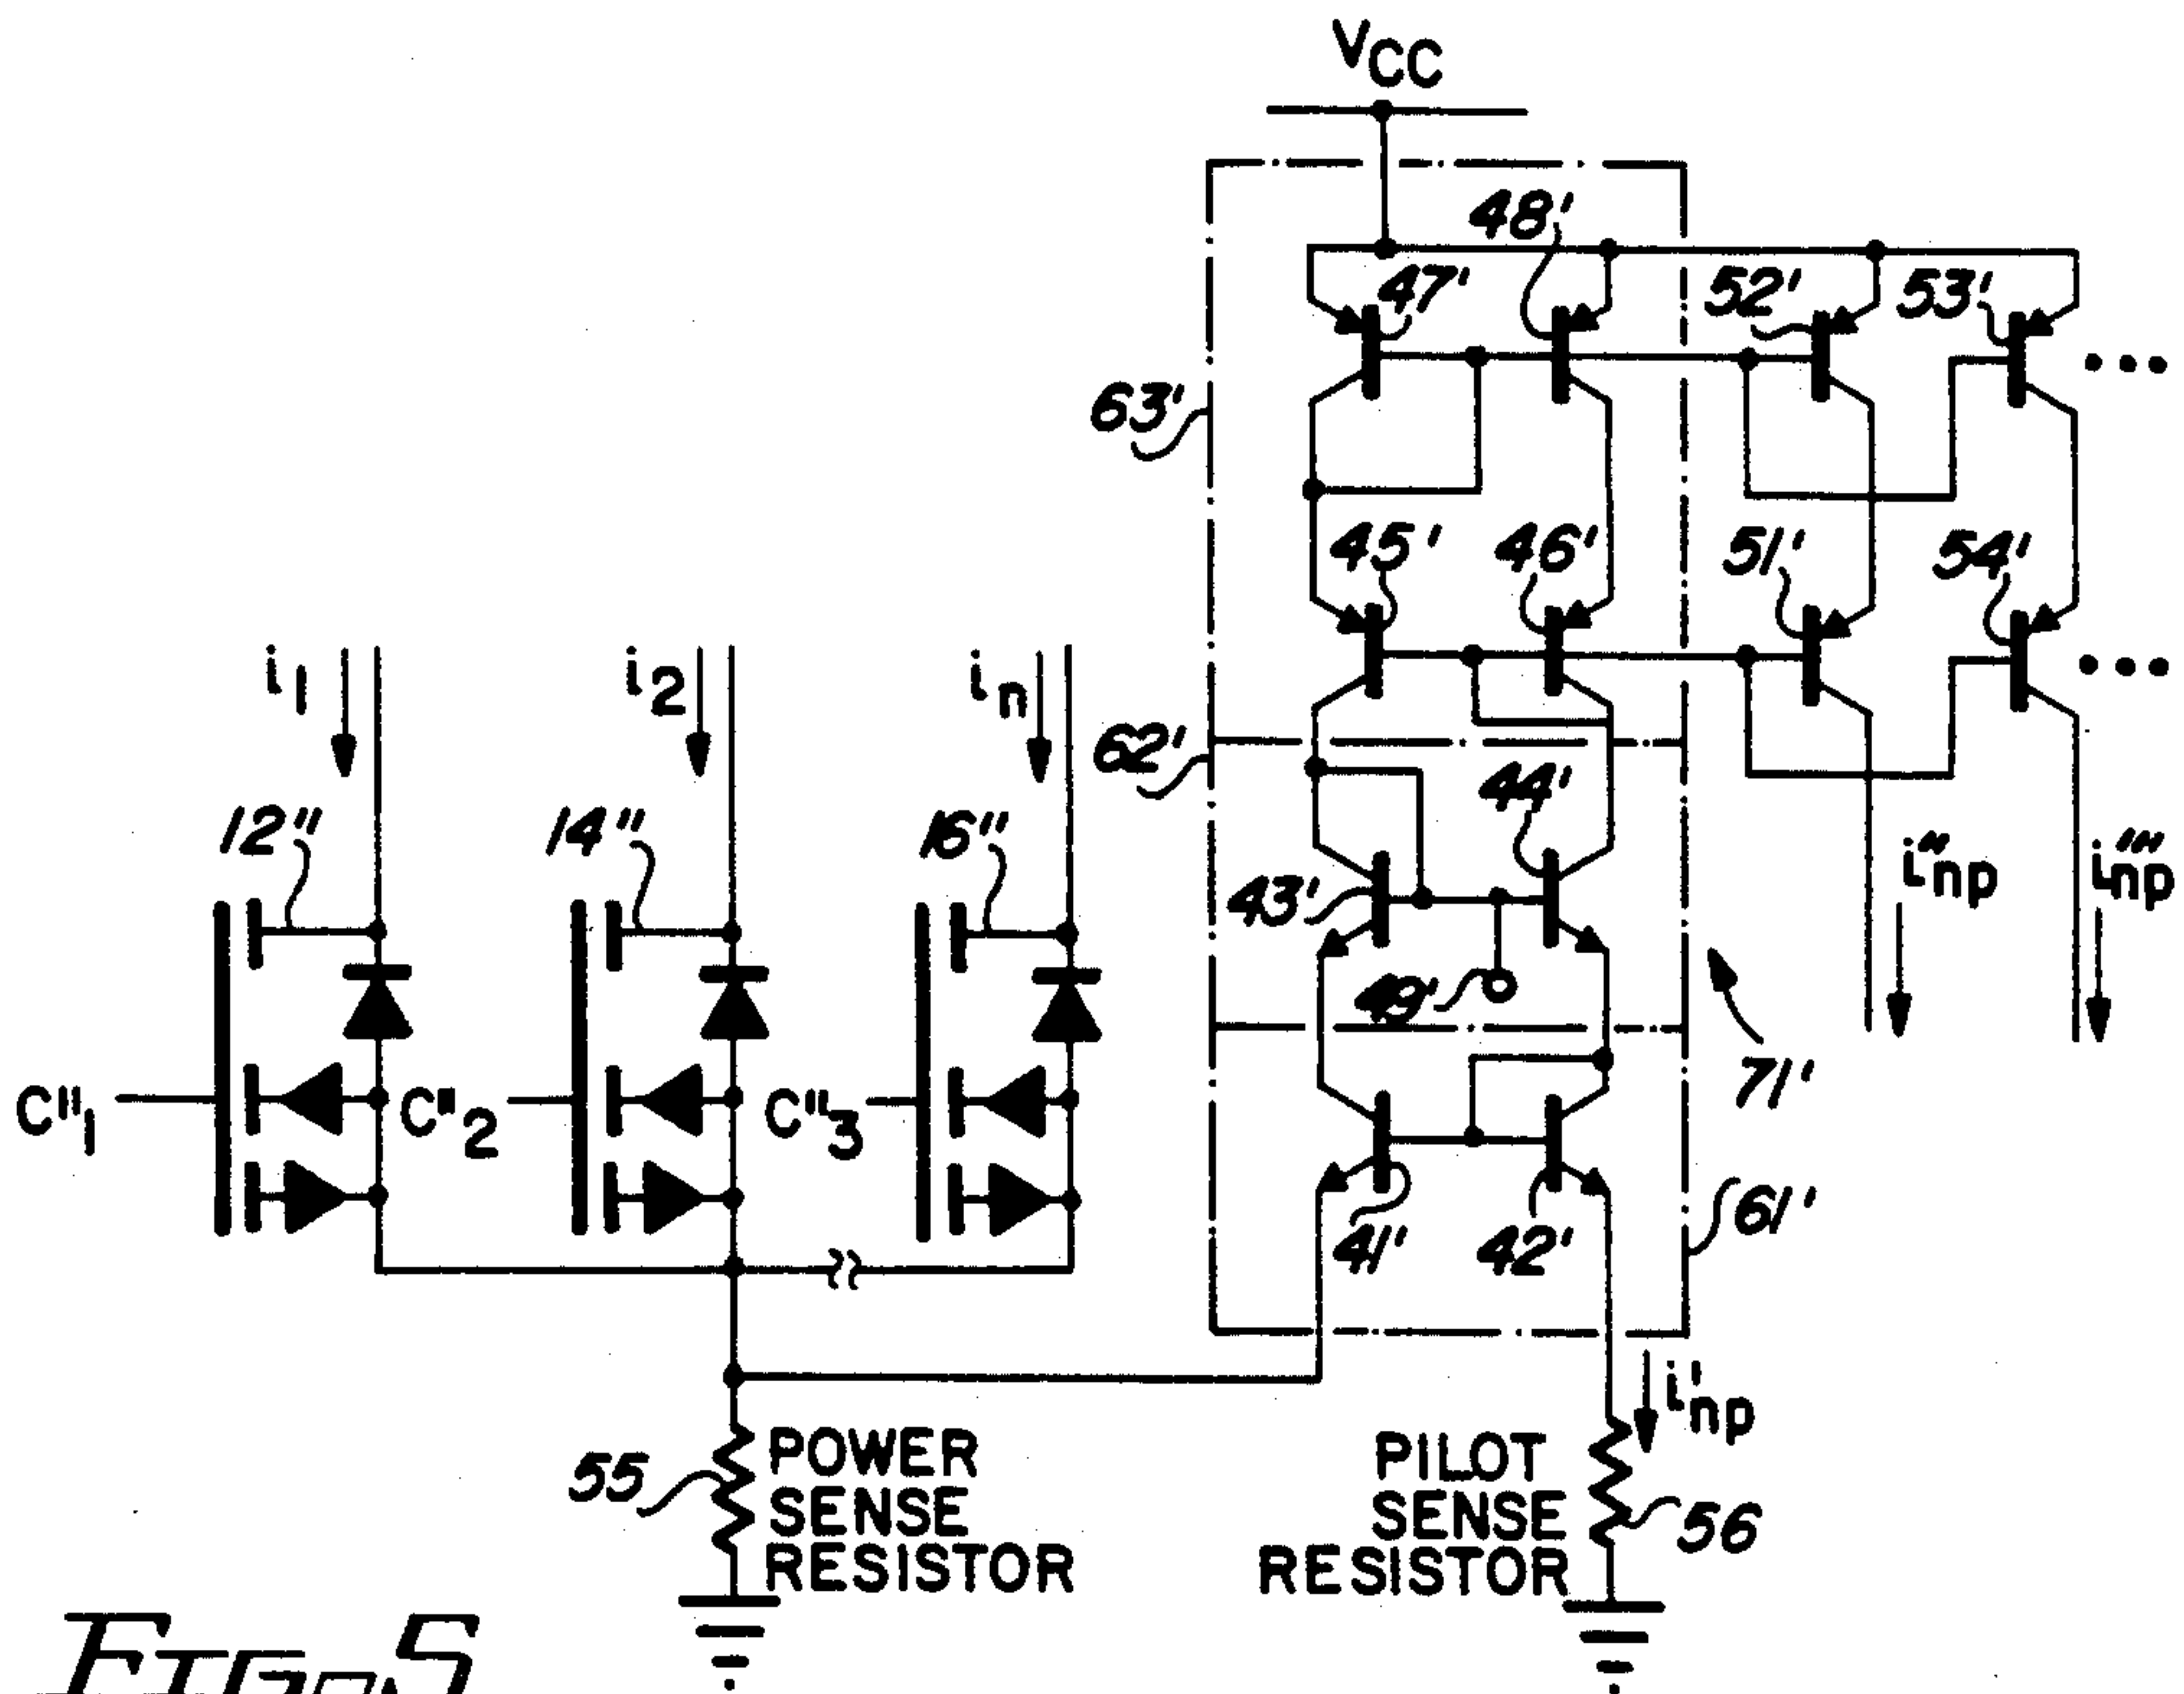 VCC
48'
47'
52'
53'
63'
45'
46'
51'
54'
i1
i2
in
62'
44'
12"
14"
16"
i"np
i'"np
43'
49'
71'
C"1
C"2
C"3
61'
41'
42'
i'np
55
POWER
SENSE
RESISTOR
PILOT
SENSE
RESISTOR
56